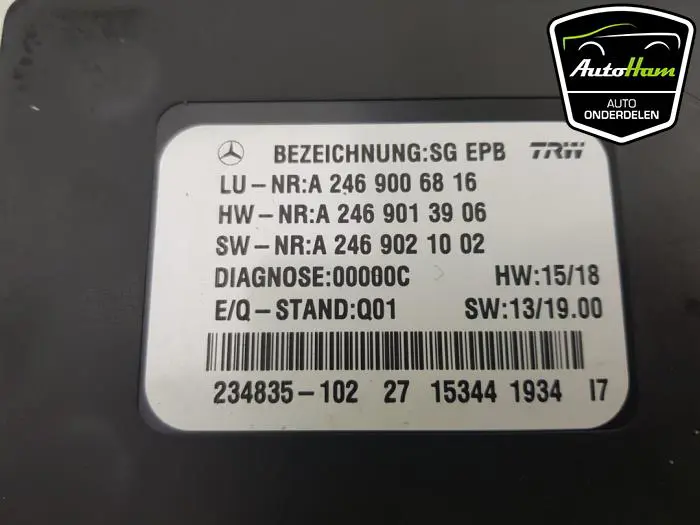 AutoHam
AUTO
ONDERDELEN
BEZEICHNUNG:SG EPB TRW
LU-NR:A 246 900 68 16
HW-NR:A 246 901 39 06
SW-NR:A 246 902 10 02
DIAGNOSE:00000C HW:15/18
E/Q-STAND:Q01 SW:13/19.00
234835-102 27 15344 1934 I7